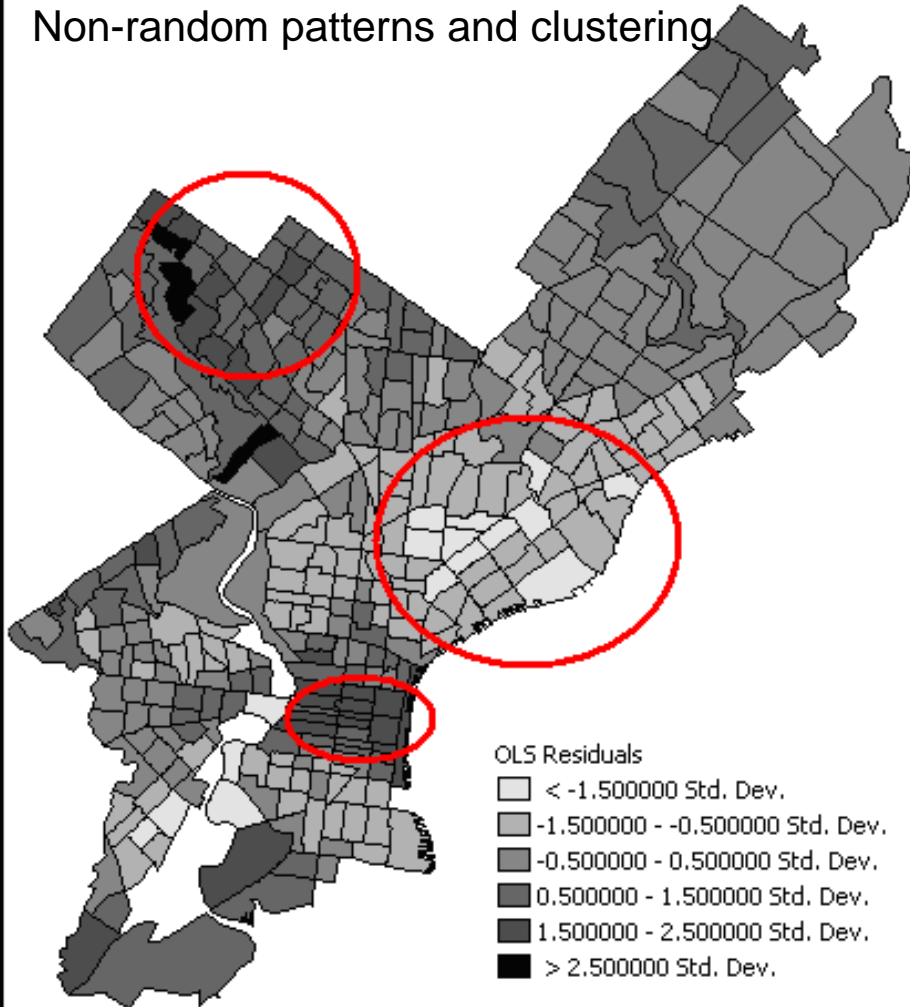 Non-random patterns and clustering
OLS Residuals
< -1.500000 Std. Dev.
-1.500000 - -0.500000 Std. Dev.
-0.500000 - 0.500000 Std. Dev.
0.500000 - 1.500000 Std. Dev.
1.500000 - 2.500000 Std. Dev.
> 2.500000 Std. Dev.